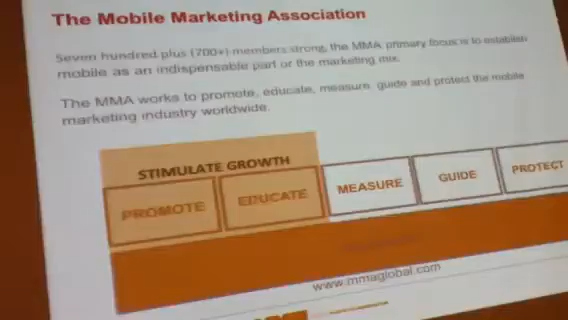 The Mobile Marketing Association
Seven hundred plus (700+) members strong, the MMA primary focus is to establish
mobile as an indispensable part of the marketing mix.
The MMA works to promote, educate, measure, guide and protect the mobile
marketing industry worldwide.
STIMULATE GROWTH
PROMOTE
EDUCATE
MEASURE
GUIDE
PROTECT
www.mmaglobal.com